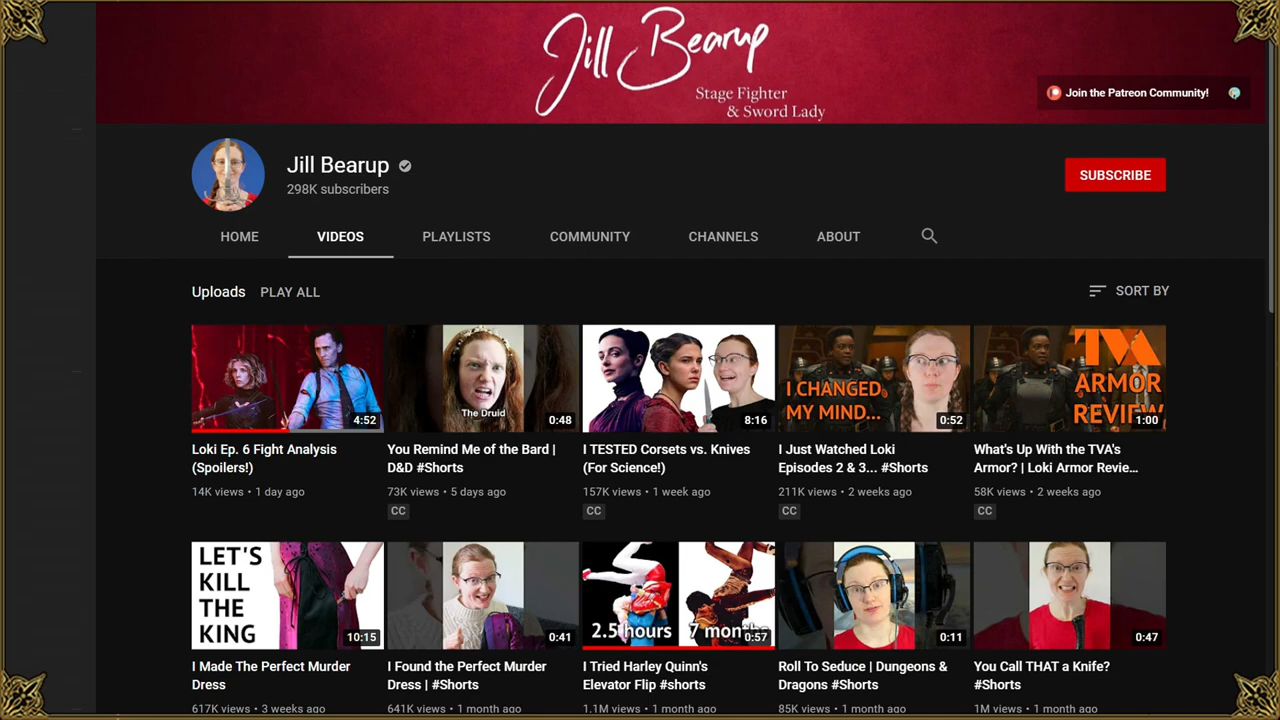 Jill Bearup
Stage Fighter
& Sword Lady
Join the Patreon Community!
Jill Bearup
298K subscribers
SUBSCRIBE
HOME VIDEOS PLAYLISTS COMMUNITY CHANNELS ABOUT
Uploads PLAY ALL SORT BY
4:52
The Druid
0:48
8:16
I CHANGED
MY MIND...
0:52
TVA
ARMOR
REVIEW
1:00
Loki Ep. 6 Fight Analysis
(Spoilers!)
14K views • 1 day ago
You Remind Me of the Bard |
D&D #Shorts
73K views • 5 days ago
CC
I TESTED Corsets vs. Knives
(For Science!)
157K views • 1 week ago
CC
I Just Watched Loki
Episodes 2 & 3... #Shorts
211K views • 2 weeks ago
CC
What's Up With the TVA's
Armor? | Loki Armor Revie...
58K views • 2 weeks ago
CC
LET'S
KILL
THE
KING
10:15
0:41
2.5 hours
7 months
0:57
0:11
0:47
I Made The Perfect Murder
Dress
617K views • 3 weeks ago
I Found the Perfect Murder
Dress | #Shorts
641K views • 1 month ago
I Tried Harley Quinn's
Elevator Flip #shorts
1.1M views • 1 month ago
Roll To Seduce | Dungeons &
Dragons #Shorts
85K views • 1 month ago
You Call THAT a Knife?
#Shorts
1M views • 1 month ago